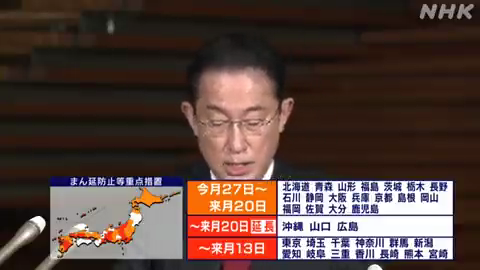 NHK
まん延防止等重点措置
今月27日～
来月20日
北海道 青森 山形 福島 茨城 栃木 長野
石川 静岡 大阪 兵庫 京都 島根 岡山
福岡 佐賀 大分 鹿児島
～来月20日 延長
沖縄 山口 広島
～来月13日
東京 埼玉 千葉 神奈川 群馬 新潟
愛知 岐阜 三重 香川 長崎 熊本 宮崎